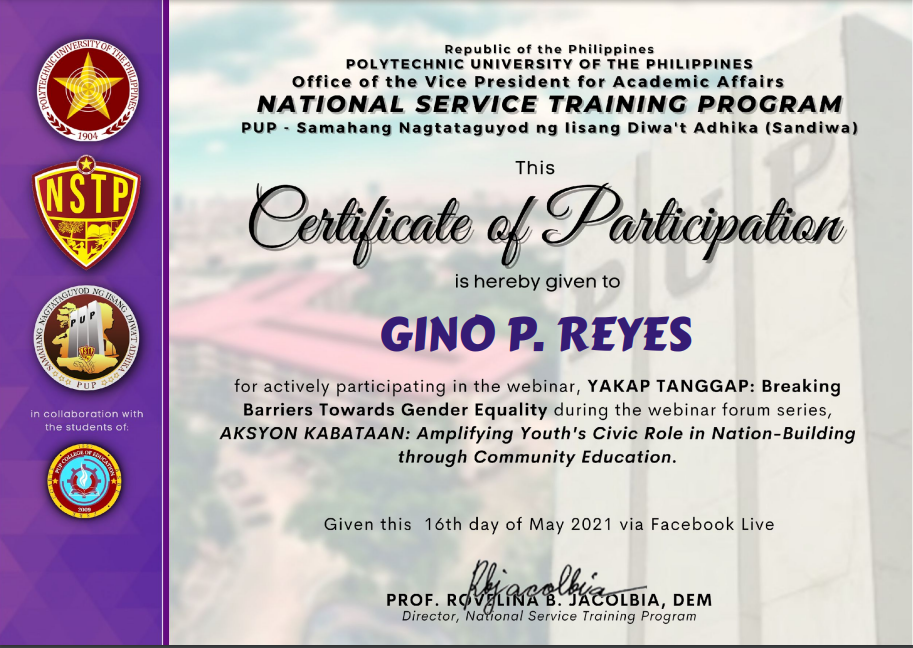 Republic of the Philippines
POLYTECHNIC UNIVERSITY OF THE PHILIPPINES
Office of the Vice President for Academic Affairs
NATIONAL SERVICE TRAINING PROGRAM
PUP - Samahang Nagtataguyod ng Iisang Diwa't Adhika (Sandiwa)
This
Certificate of Participation
is hereby given to
GINO P. REYES
for actively participating in the webinar, YAKAP TANGGAP: Breaking
Barriers Towards Gender Equality during the webinar forum series,
AKSYON KABATAAN: Amplifying Youth's Civic Role in Nation-Building
through Community Education.
Given this 16th day of May 2021 via Facebook Live
Rbjacolbia
PROF. ROVELINA B. JACOLBIA, DEM
Director, National Service Training Program
POLYTECHNIC UNIVERSITY OF THE PHILIPPINES
1904
NSTP
SAMAHANG NAGTATAGUYOD NG IISANG DIWA'T ADHIKA
PUP
NSTP
PUP
in collaboration with
the students of:
PUP COLLEGE OF EDUCATION
2009
PUP